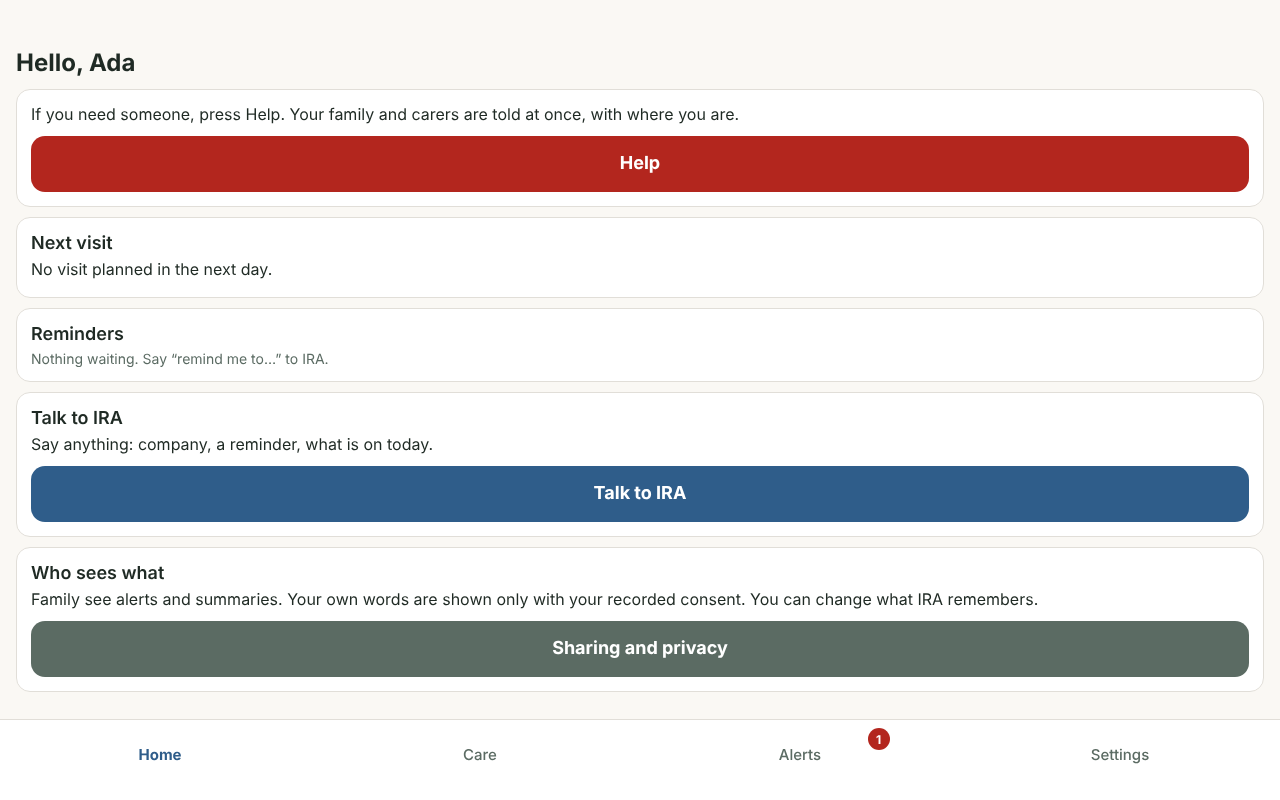 Hello, Ada
If you need someone, press Help. Your family and carers are told at once, with where you are.
Help
Next visit
No visit planned in the next day.
Reminders
Nothing waiting. Say “remind me to…” to IRA.
Talk to IRA
Say anything: company, a reminder, what is on today.
Talk to IRA
Who sees what
Family see alerts and summaries. Your own words are shown only with your recorded consent. You can change what IRA remembers.
Sharing and privacy
Home
Care
Alerts
1
Settings